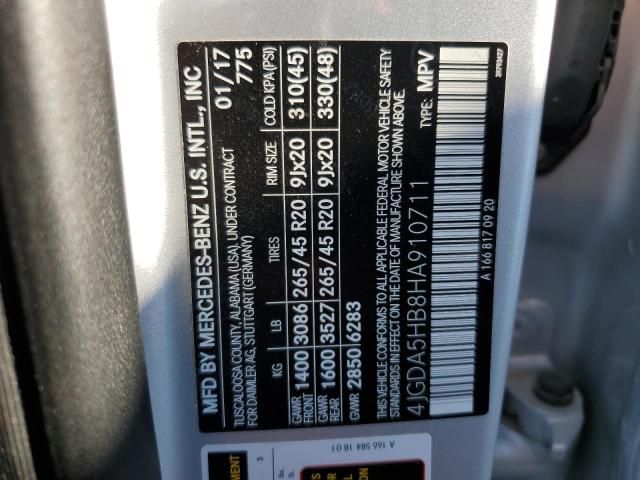 MFD BY MERCEDES-BENZ U.S. INTL., INC
TUSCALOOSA COUNTY, ALABAMA (USA), UNDER CONTRACT 01/17
FOR DAIMLER AG, STUTTGART (GERMANY) 775
KG LB RIM SIZE COLD KPA(PSI)
GAWR FRONT 1400 3086 265/45 R20 9Jx20 310(45)
GAWR REAR 1600 3527 265/45 R20 9Jx20 330(48)
GVWR 2850 6283
THIS VEHICLE CONFORMS TO ALL APPLICABLE FEDERAL MOTOR VEHICLE SAFETY
STANDARDS IN EFFECT ON THE DATE OF MANUFACTURE SHOWN ABOVE.
4JGDA5HB8HA910711 TYPE: MPV
A 166 817 09 20
A 166 584 18 01